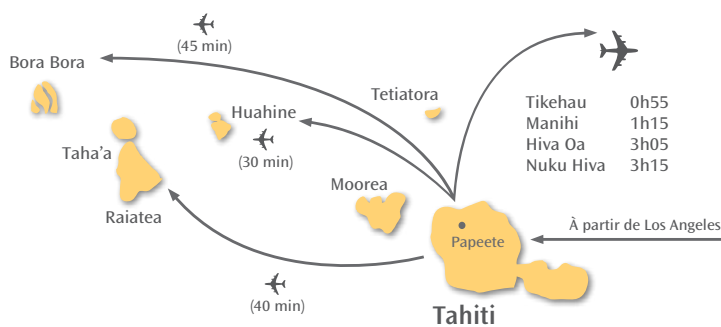 (45 min)
Bora Bora
Tetiatora
Huahine
Tikehau 0h55
Manihi 1h15
Hiva Oa 3h05
Nuku Hiva 3h15
(30 min)
Taha'a
Moorea
Raiatea
À partir de Los Angeles
Papeete
(40 min)
Tahiti